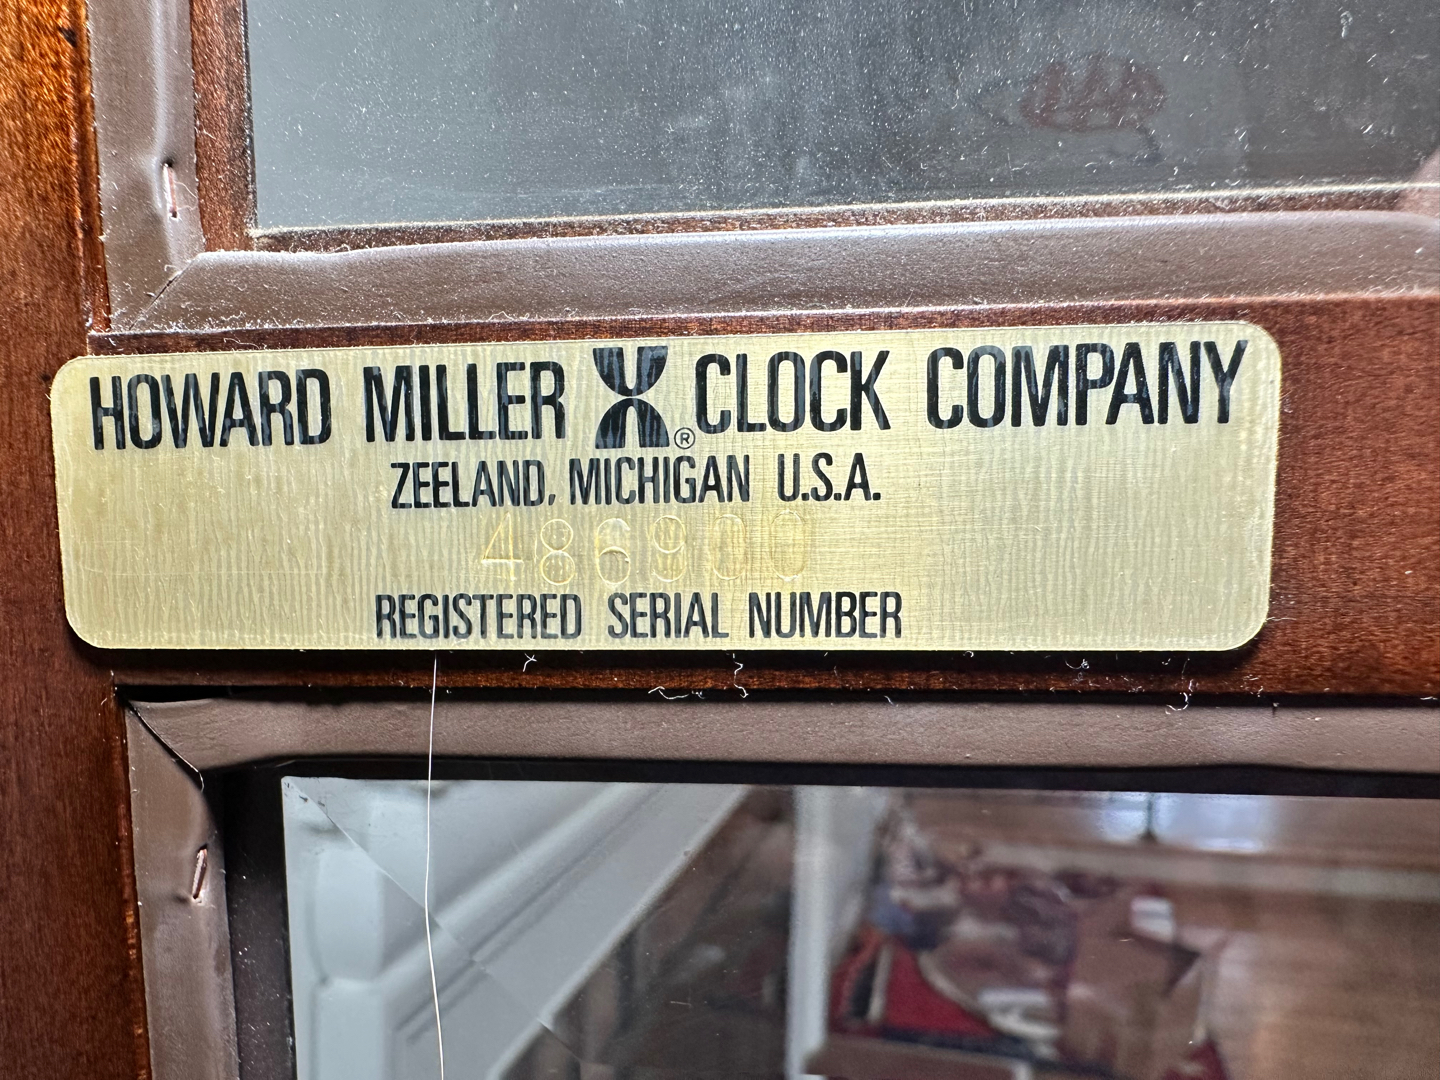 HOWARD MILLER ® CLOCK COMPANY
ZEELAND, MICHIGAN U.S.A.
486900
REGISTERED SERIAL NUMBER